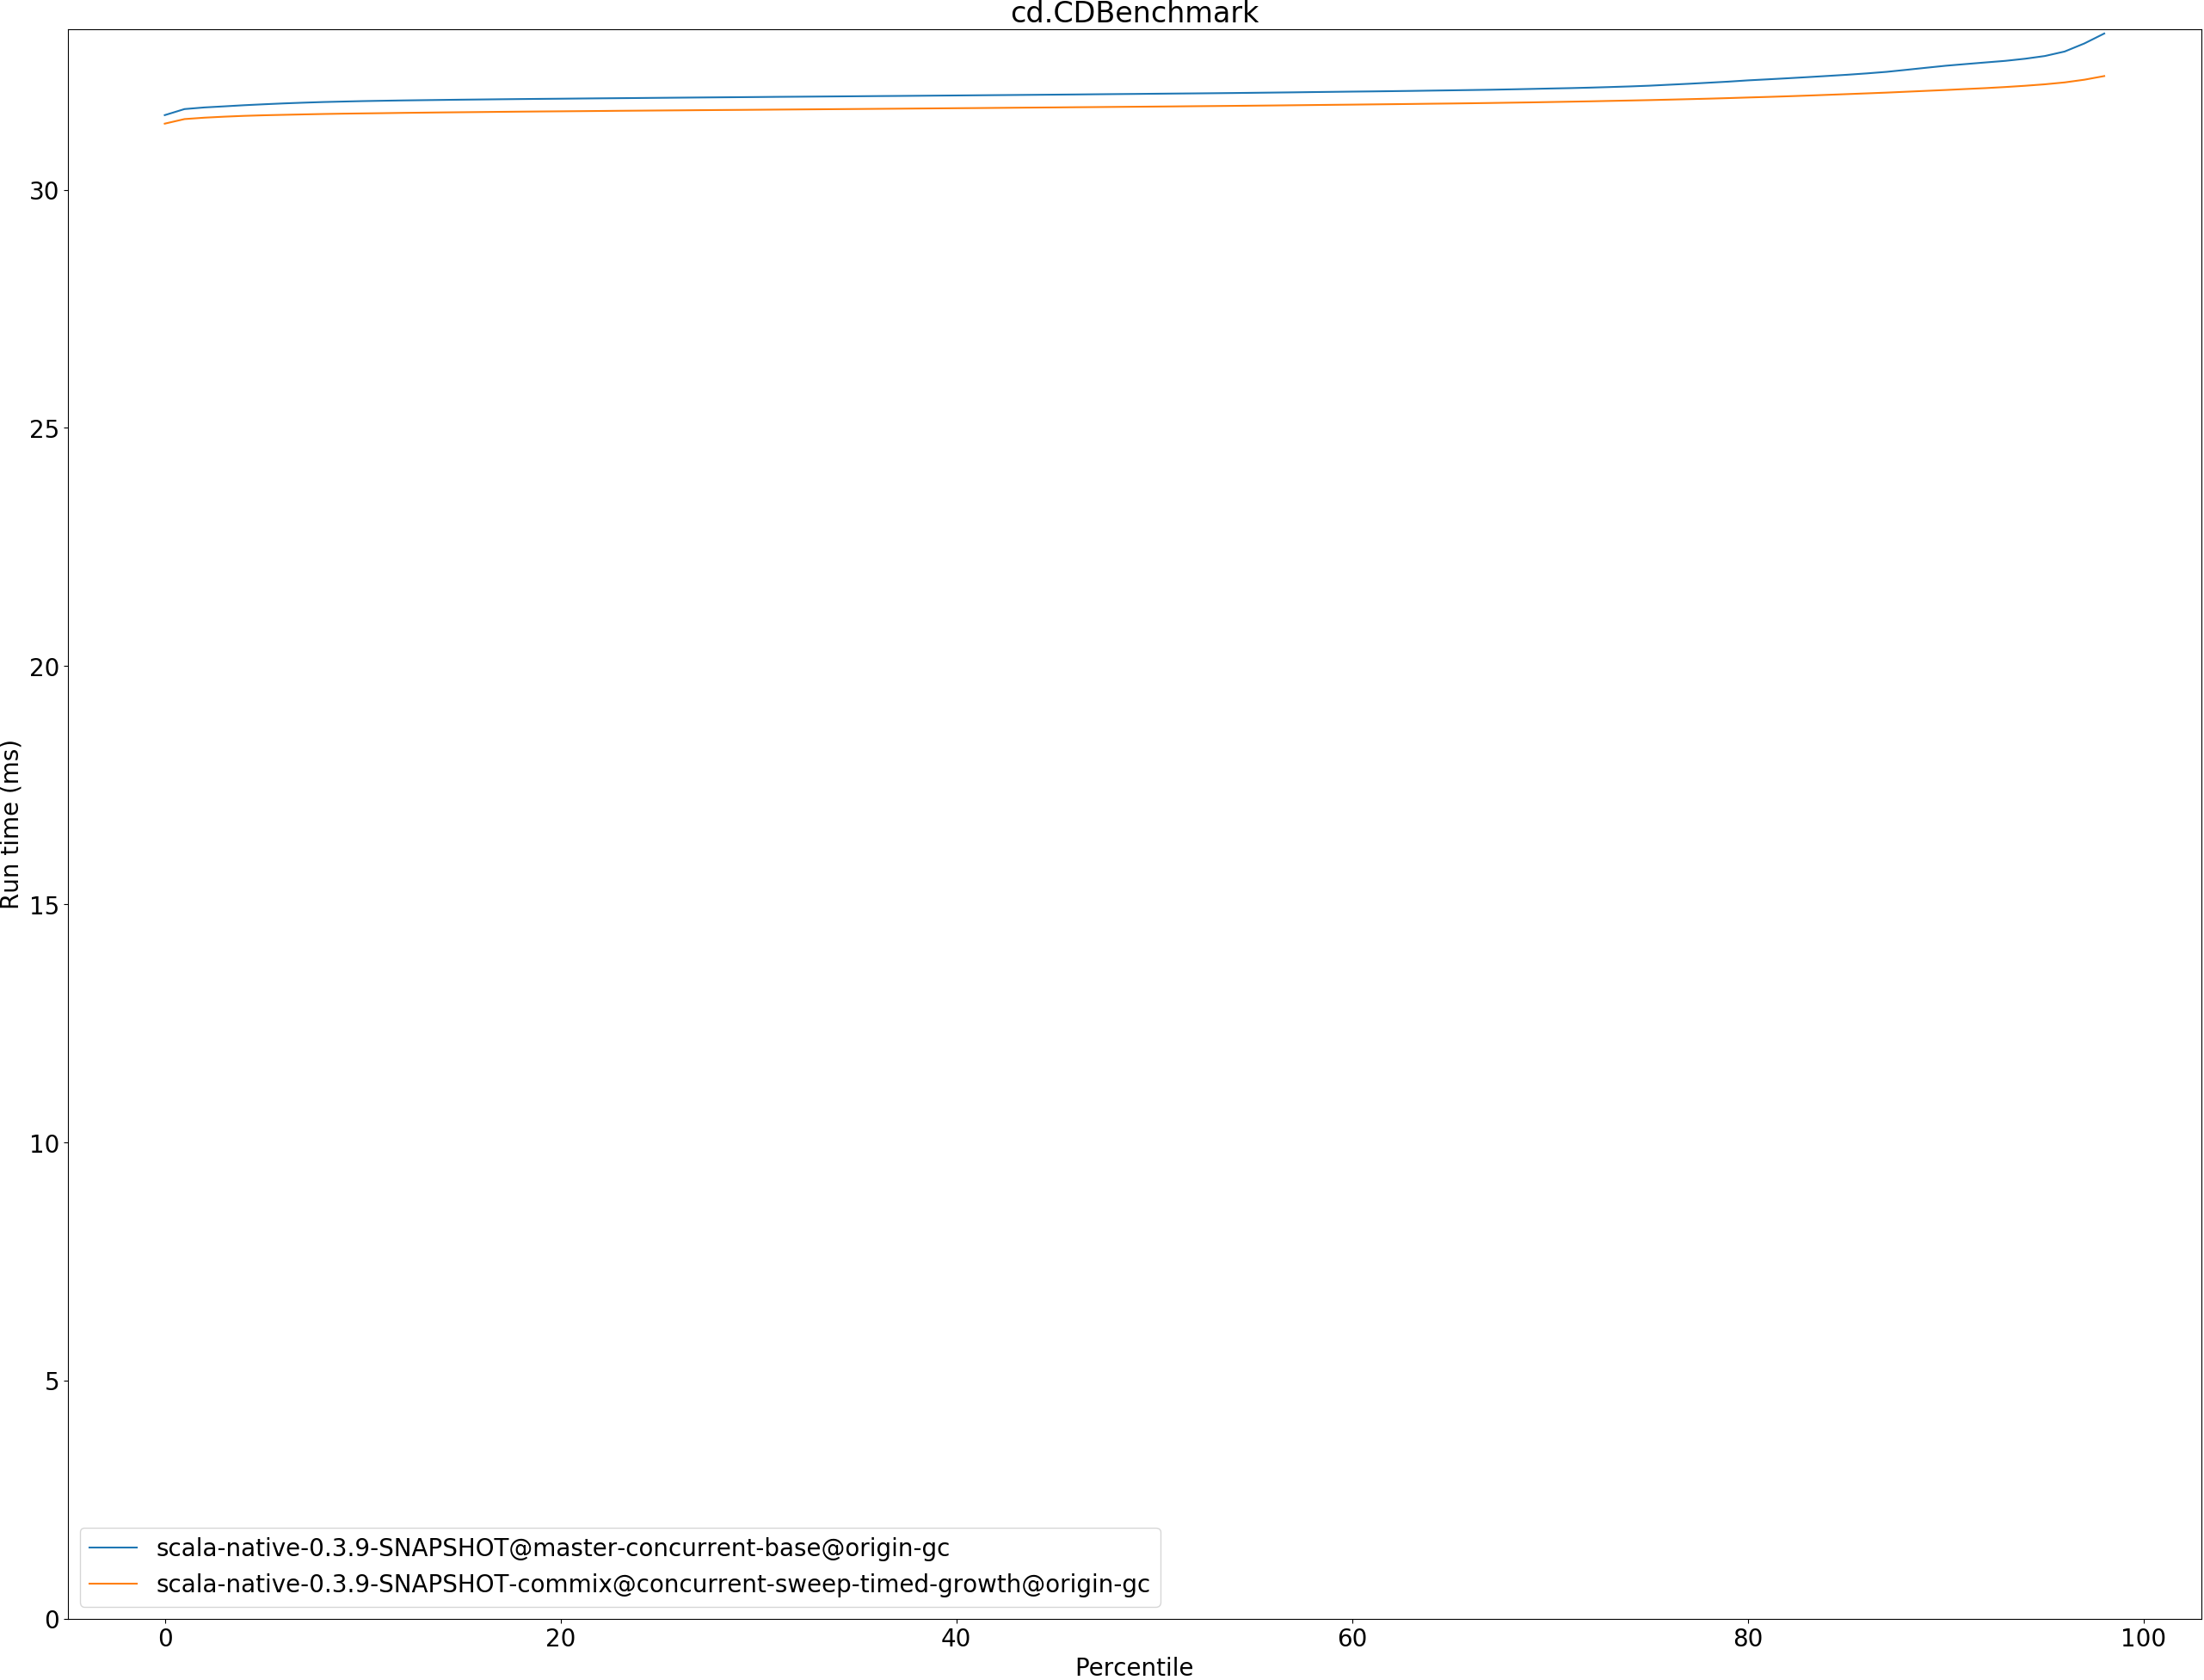 cd.CDBenchmark
30
25
20
15
10
5
0
Run time (ms)
scala-native-0.3.9-SNAPSHOT@master-concurrent-base@origin-gc
scala-native-0.3.9-SNAPSHOT-commix@concurrent-sweep-timed-growth@origin-gc
0 20 40 60 80 100
Percentile